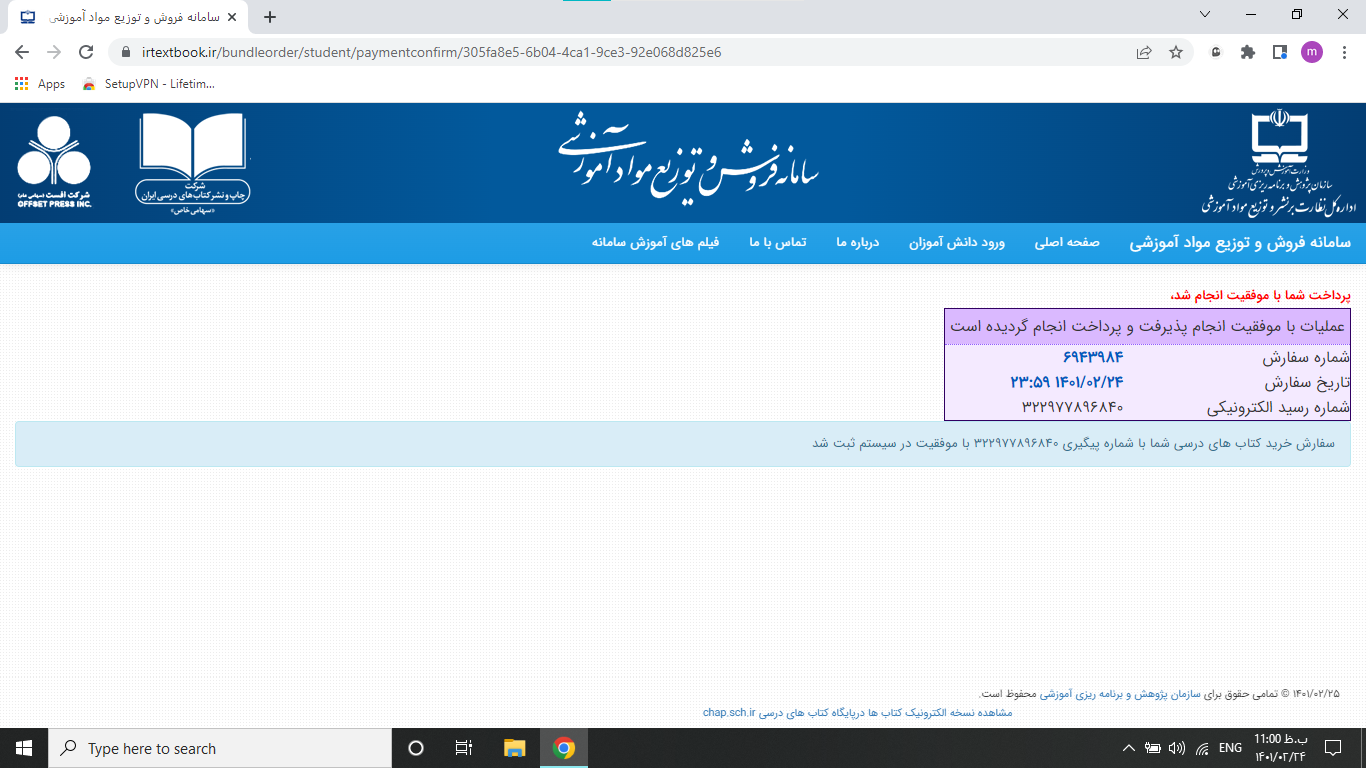 سامانه فروش و توزیع مواد آموزشی
irtextbook.ir/bundleorder/student/paymentconfirm/305fa8e5-6b04-4ca1-9ce3-92e068d825e6
m
Apps
SetupVPN - Lifetim...
وزارت آموزش و پرورش
سازمان پژوهش و برنامه ریزی آموزشی
اداره کل نظارت بر نشر و توزیع مواد آموزشی
سامانه فروش و توزیع مواد آموزشی
شرکت
چاپ و نشر کتاب‌های درسی ایران
«سهامی خاص»
شرکت افست (سهامی عام)
OFFSET PRESS INC.
سامانه فروش و توزیع مواد آموزشی صفحه اصلی ورود دانش آموزان درباره ما تماس با ما فیلم های آموزش سامانه
پرداخت شما با موفقیت انجام شد،
عملیات با موفقیت انجام پذیرفت و پرداخت انجام گردیده است
شماره سفارش ۶۹۴۳۹۸۴
تاریخ سفارش ۱۴۰۱/۰۲/۲۴ ۲۳:۵۹
شماره رسید الکترونیکی ۳۲۲۹۷۷۸۹۶۸۴۰
سفارش خرید کتاب های درسی شما با شماره پیگیری ۳۲۲۹۷۷۸۹۶۸۴۰ با موفقیت در سیستم ثبت شد
۱۴۰۱/۰۲/۲۵ © تمامی حقوق برای سازمان پژوهش و برنامه ریزی آموزشی محفوظ است.
مشاهده نسخه الکترونیک کتاب ها درپایگاه کتاب های درسی chap.sch.ir
Type here to search
ENG
11:00 ب.ظ
۱۴۰۱/۰۲/۲۴